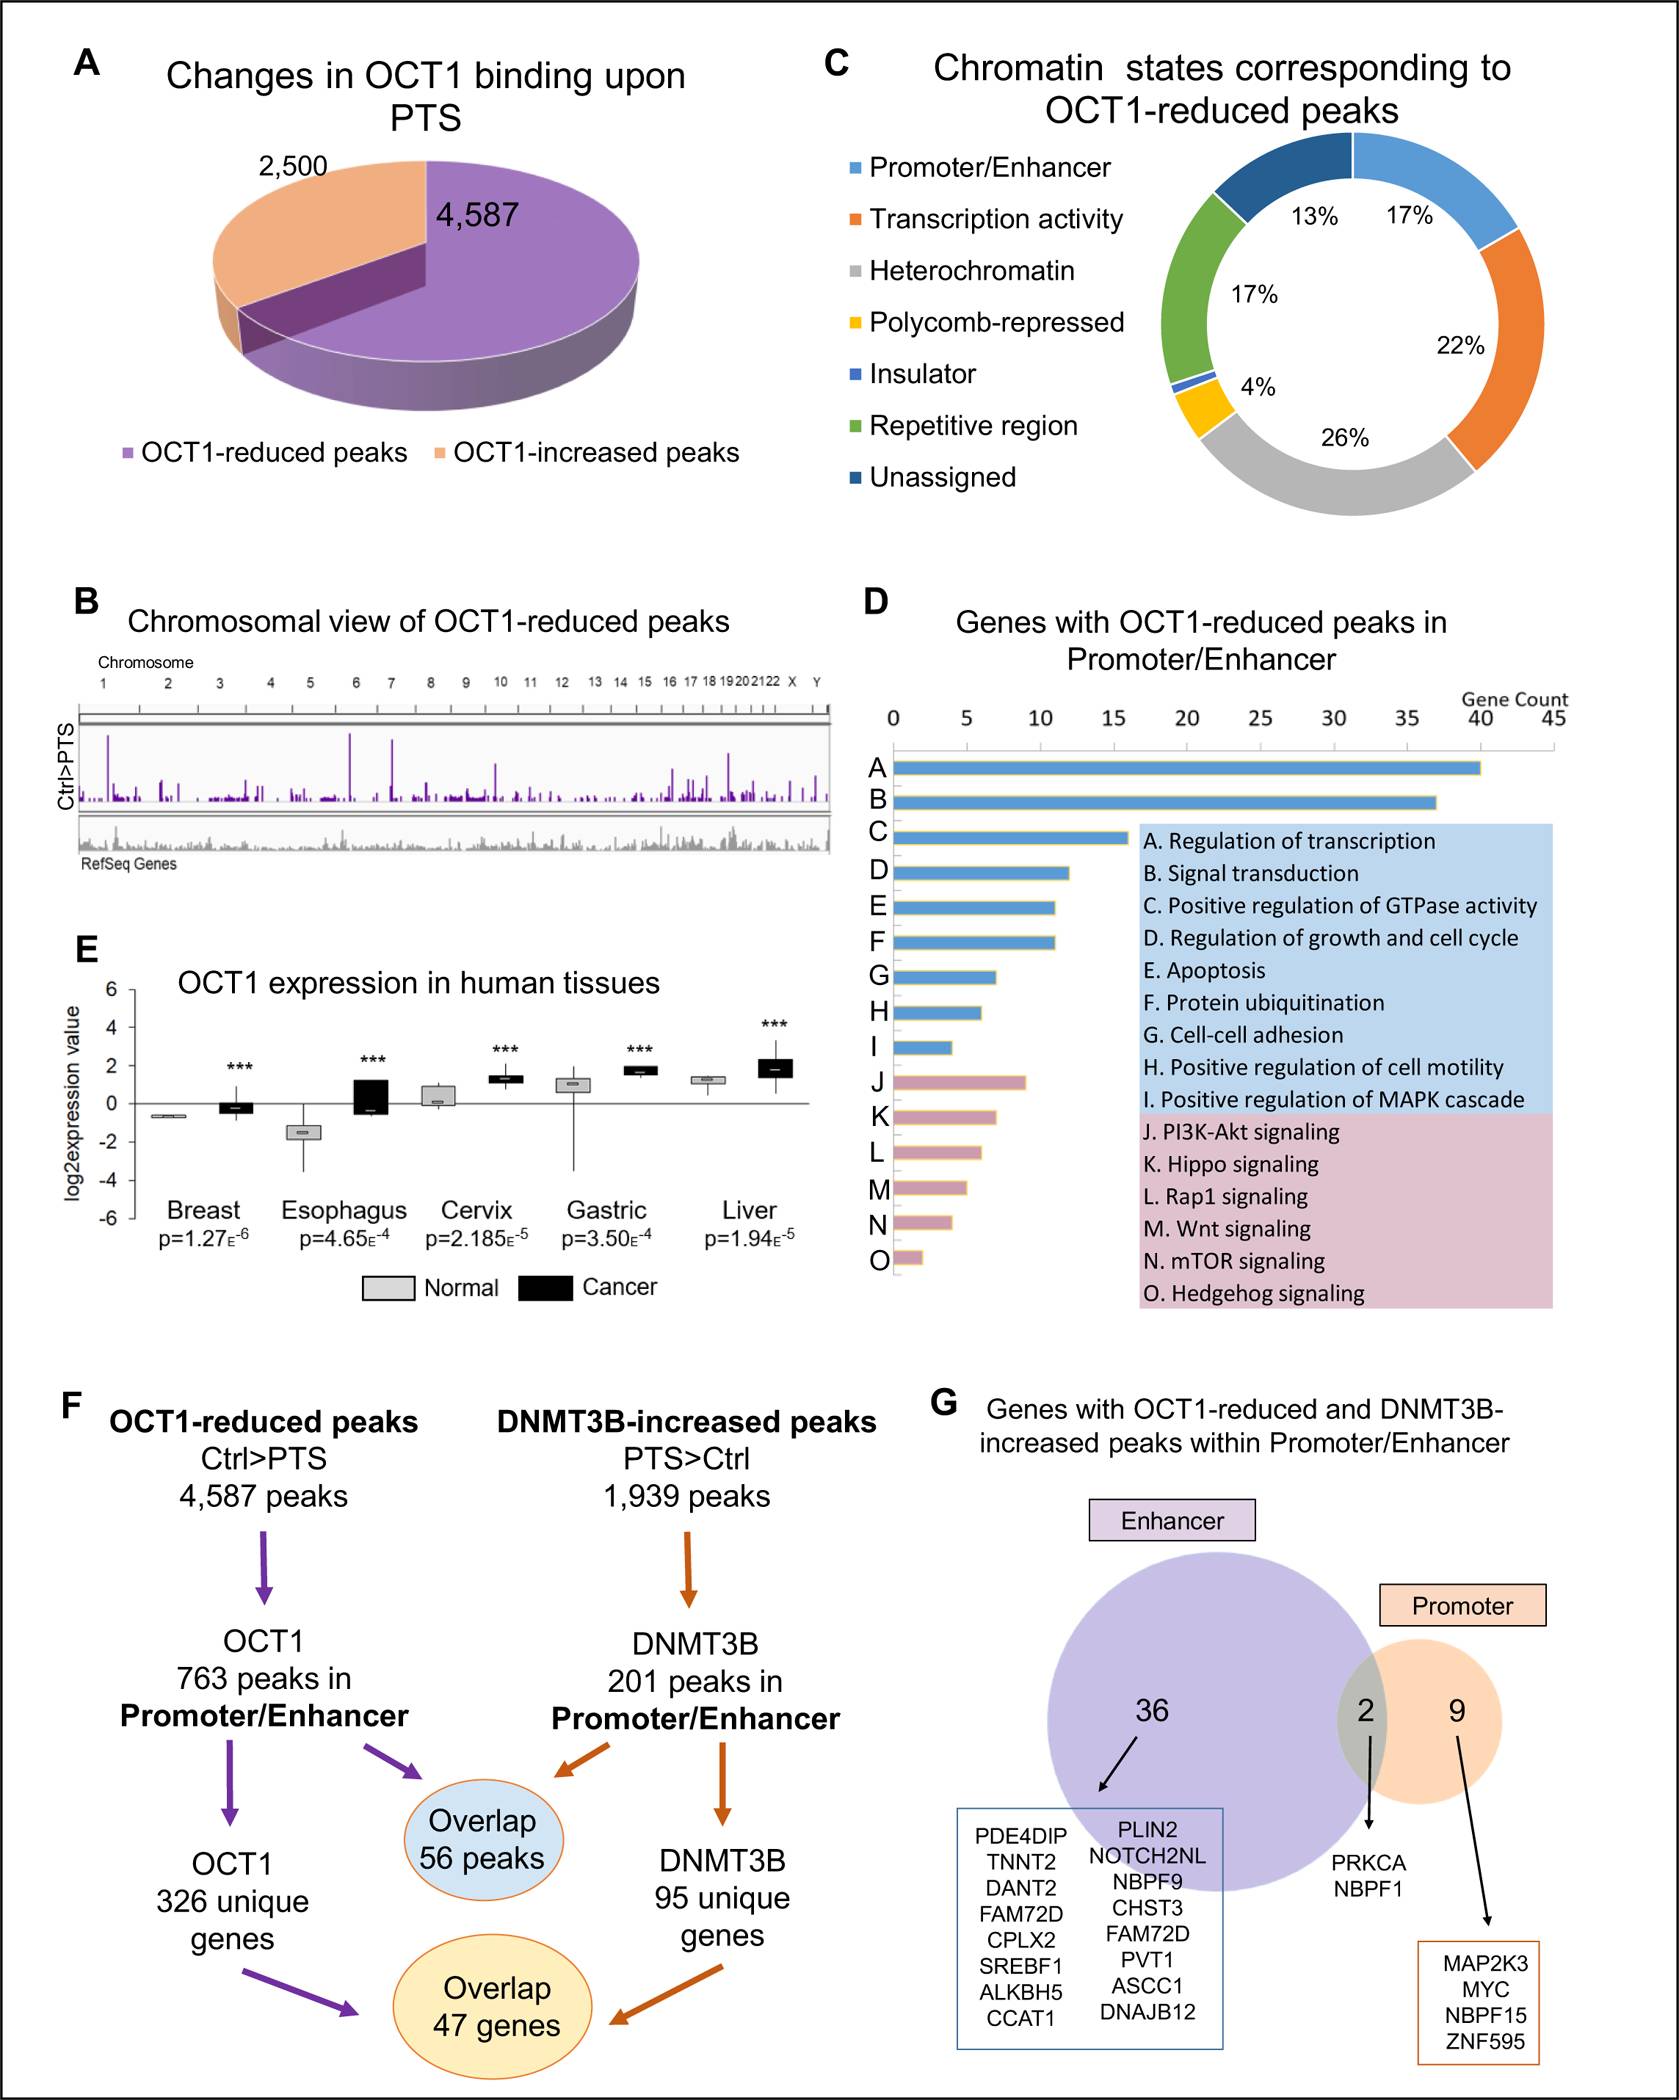 A
Changes in OCT1 binding upon
PTS
2,500
4,587
OCT1-reduced peaks
OCT1-increased peaks
C
Chromatin states corresponding to
OCT1-reduced peaks
Promoter/Enhancer
Transcription activity
Heterochromatin
Polycomb-repressed
Insulator
Repetitive region
Unassigned
13%
17%
17%
22%
4%
26%
B
Chromosomal view of OCT1-reduced peaks
Chromosome
1 2 3 4 5 6 7 8 9 10 11 12 13 14 15 16 17 18 19 20 21 22 X Y
Ctrl>PTS
RefSeq Genes
D
Genes with OCT1-reduced peaks in
Promoter/Enhancer
Gene Count
0 5 10 15 20 25 30 35 40 45
A
B
C
D
E
F
G
H
I
J
K
L
M
N
O
A. Regulation of transcription
B. Signal transduction
C. Positive regulation of GTPase activity
D. Regulation of growth and cell cycle
E. Apoptosis
F. Protein ubiquitination
G. Cell-cell adhesion
H. Positive regulation of cell motility
I. Positive regulation of MAPK cascade
J. PI3K-Akt signaling
K. Hippo signaling
L. Rap1 signaling
M. Wnt signaling
N. mTOR signaling
O. Hedgehog signaling
E
OCT1 expression in human tissues
log2expression value
6
4
2
0
-2
-4
-6
*** *** *** *** ***
Breast Esophagus Cervix Gastric Liver
p=1.27E-6 p=4.65E-4 p=2.185E-5 p=3.50E-4 p=1.94E-5
Normal Cancer
F
OCT1-reduced peaks
Ctrl>PTS
4,587 peaks
DNMT3B-increased peaks
PTS>Ctrl
1,939 peaks
OCT1
763 peaks in
Promoter/Enhancer
DNMT3B
201 peaks in
Promoter/Enhancer
Overlap
56 peaks
OCT1
326 unique
genes
DNMT3B
95 unique
genes
Overlap
47 genes
G
Genes with OCT1-reduced and DNMT3B-
increased peaks within Promoter/Enhancer
Enhancer
Promoter
36
2
9
PDE4DIP
TNNT2
DANT2
FAM72D
CPLX2
SREBF1
ALKBH5
CCAT1
PLIN2
NOTCH2NL
NBPF9
CHST3
FAM72D
PVT1
ASCC1
DNAJB12
PRKCA
NBPF1
MAP2K3
MYC
NBPF15
ZNF595